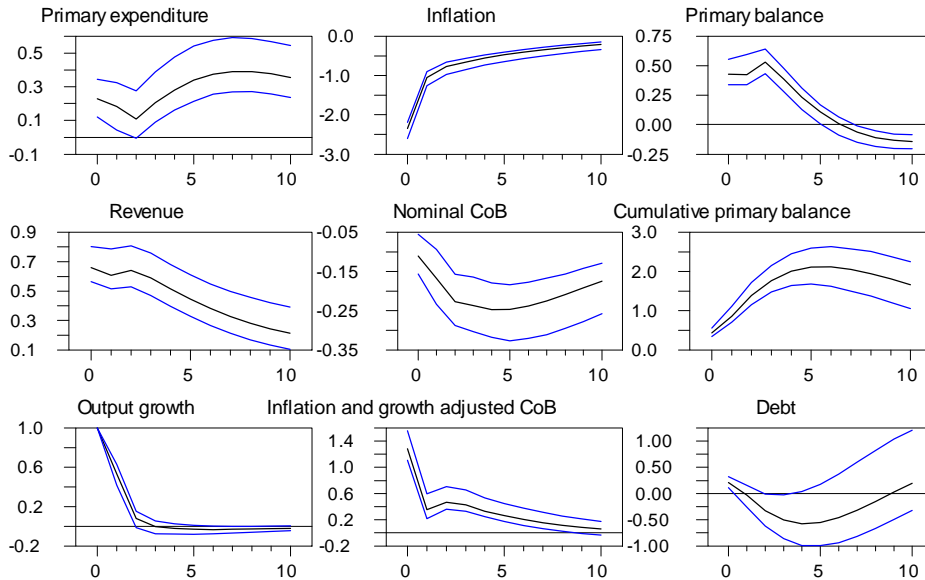 Primary expenditure
0.5
0.3
0.1
-0.1
0 5 10
Inflation
0.0
-1.0
-2.0
-3.0
0 5 10
Primary balance
0.75
0.50
0.25
0.00
-0.25
0 5 10
Revenue
0.9
0.7
0.5
0.3
0.1
0 5 10
Nominal CoB
-0.05
-0.15
-0.25
-0.35
0 5 10
Cumulative primary balance
3.0
2.0
1.0
0.0
0 5 10
Output growth
1.0
0.6
0.2
-0.2
0 5 10
Inflation and growth adjusted CoB
1.4
1.0
0.6
0.2
-0.2
0 5 10
Debt
1.00
0.50
0.00
-0.50
-1.00
0 5 10